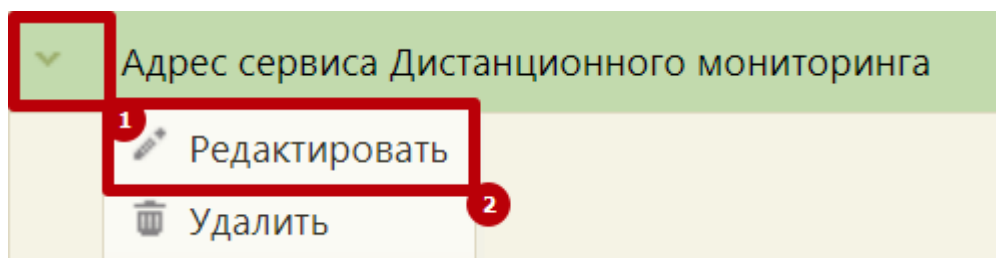 Адрес сервиса Дистанционного мониторинга
1
Редактировать
2
Удалить